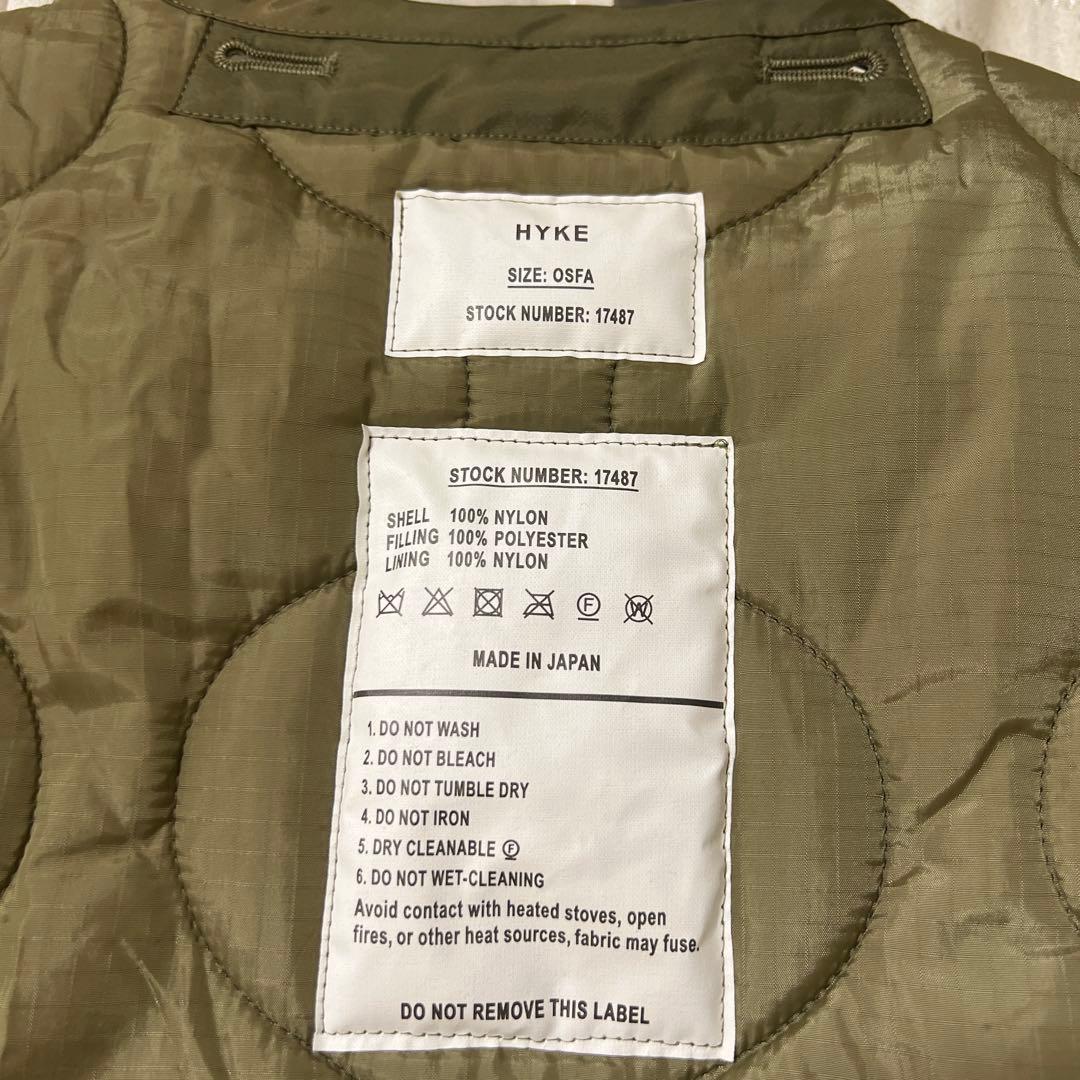 HYKE
SIZE: OSFA
STOCK NUMBER: 17487
STOCK NUMBER: 17487
SHELL 100% NYLON
FILLING 100% POLYESTER
LINING 100% NYLON
F W
MADE IN JAPAN
1. DO NOT WASH
2. DO NOT BLEACH
3. DO NOT TUMBLE DRY
4. DO NOT IRON
5. DRY CLEANABLE Ⓕ
6. DO NOT WET-CLEANING
Avoid contact with heated stoves, open
fires, or other heat sources, fabric may fuse.
DO NOT REMOVE THIS LABEL